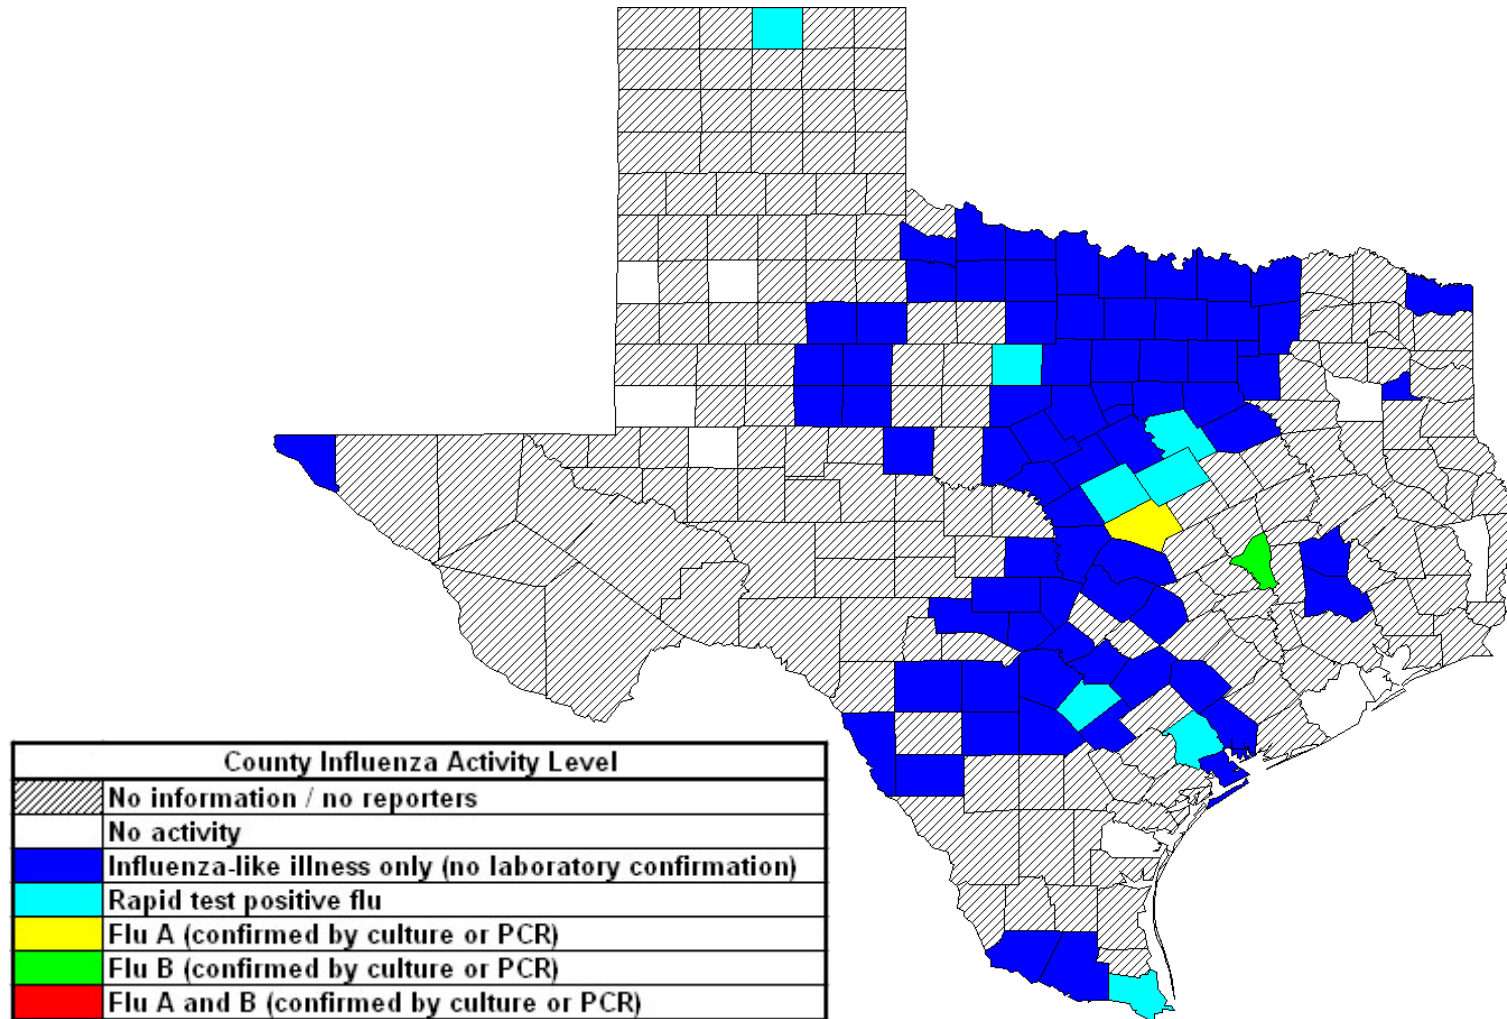 County Influenza Activity Level
No information / no reporters
No activity
Influenza-like illness only (no laboratory confirmation)
Rapid test positive flu
Flu A (confirmed by culture or PCR)
Flu B (confirmed by culture or PCR)
Flu A and B (confirmed by culture or PCR)